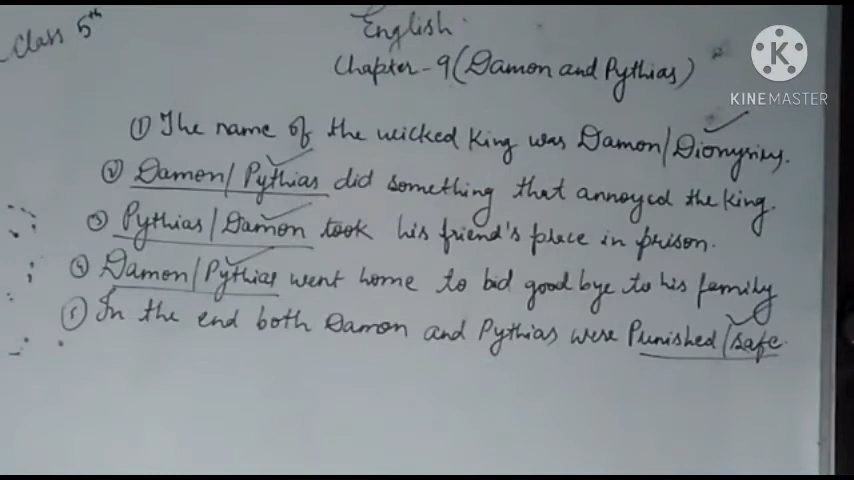 Class 5th
English
Chapter-9 (Damon and Pythias)
K
KINEMASTER
① The name of the wicked King was Damon/Dionysius.
② Damon/Pythias did something that annoyed the King.
③ Pythias/Damon took his friend's place in prison.
④ Damon/Pythias went home to bid good bye to his family
⑤ In the end both Damon and Pythias were Punished/safe.